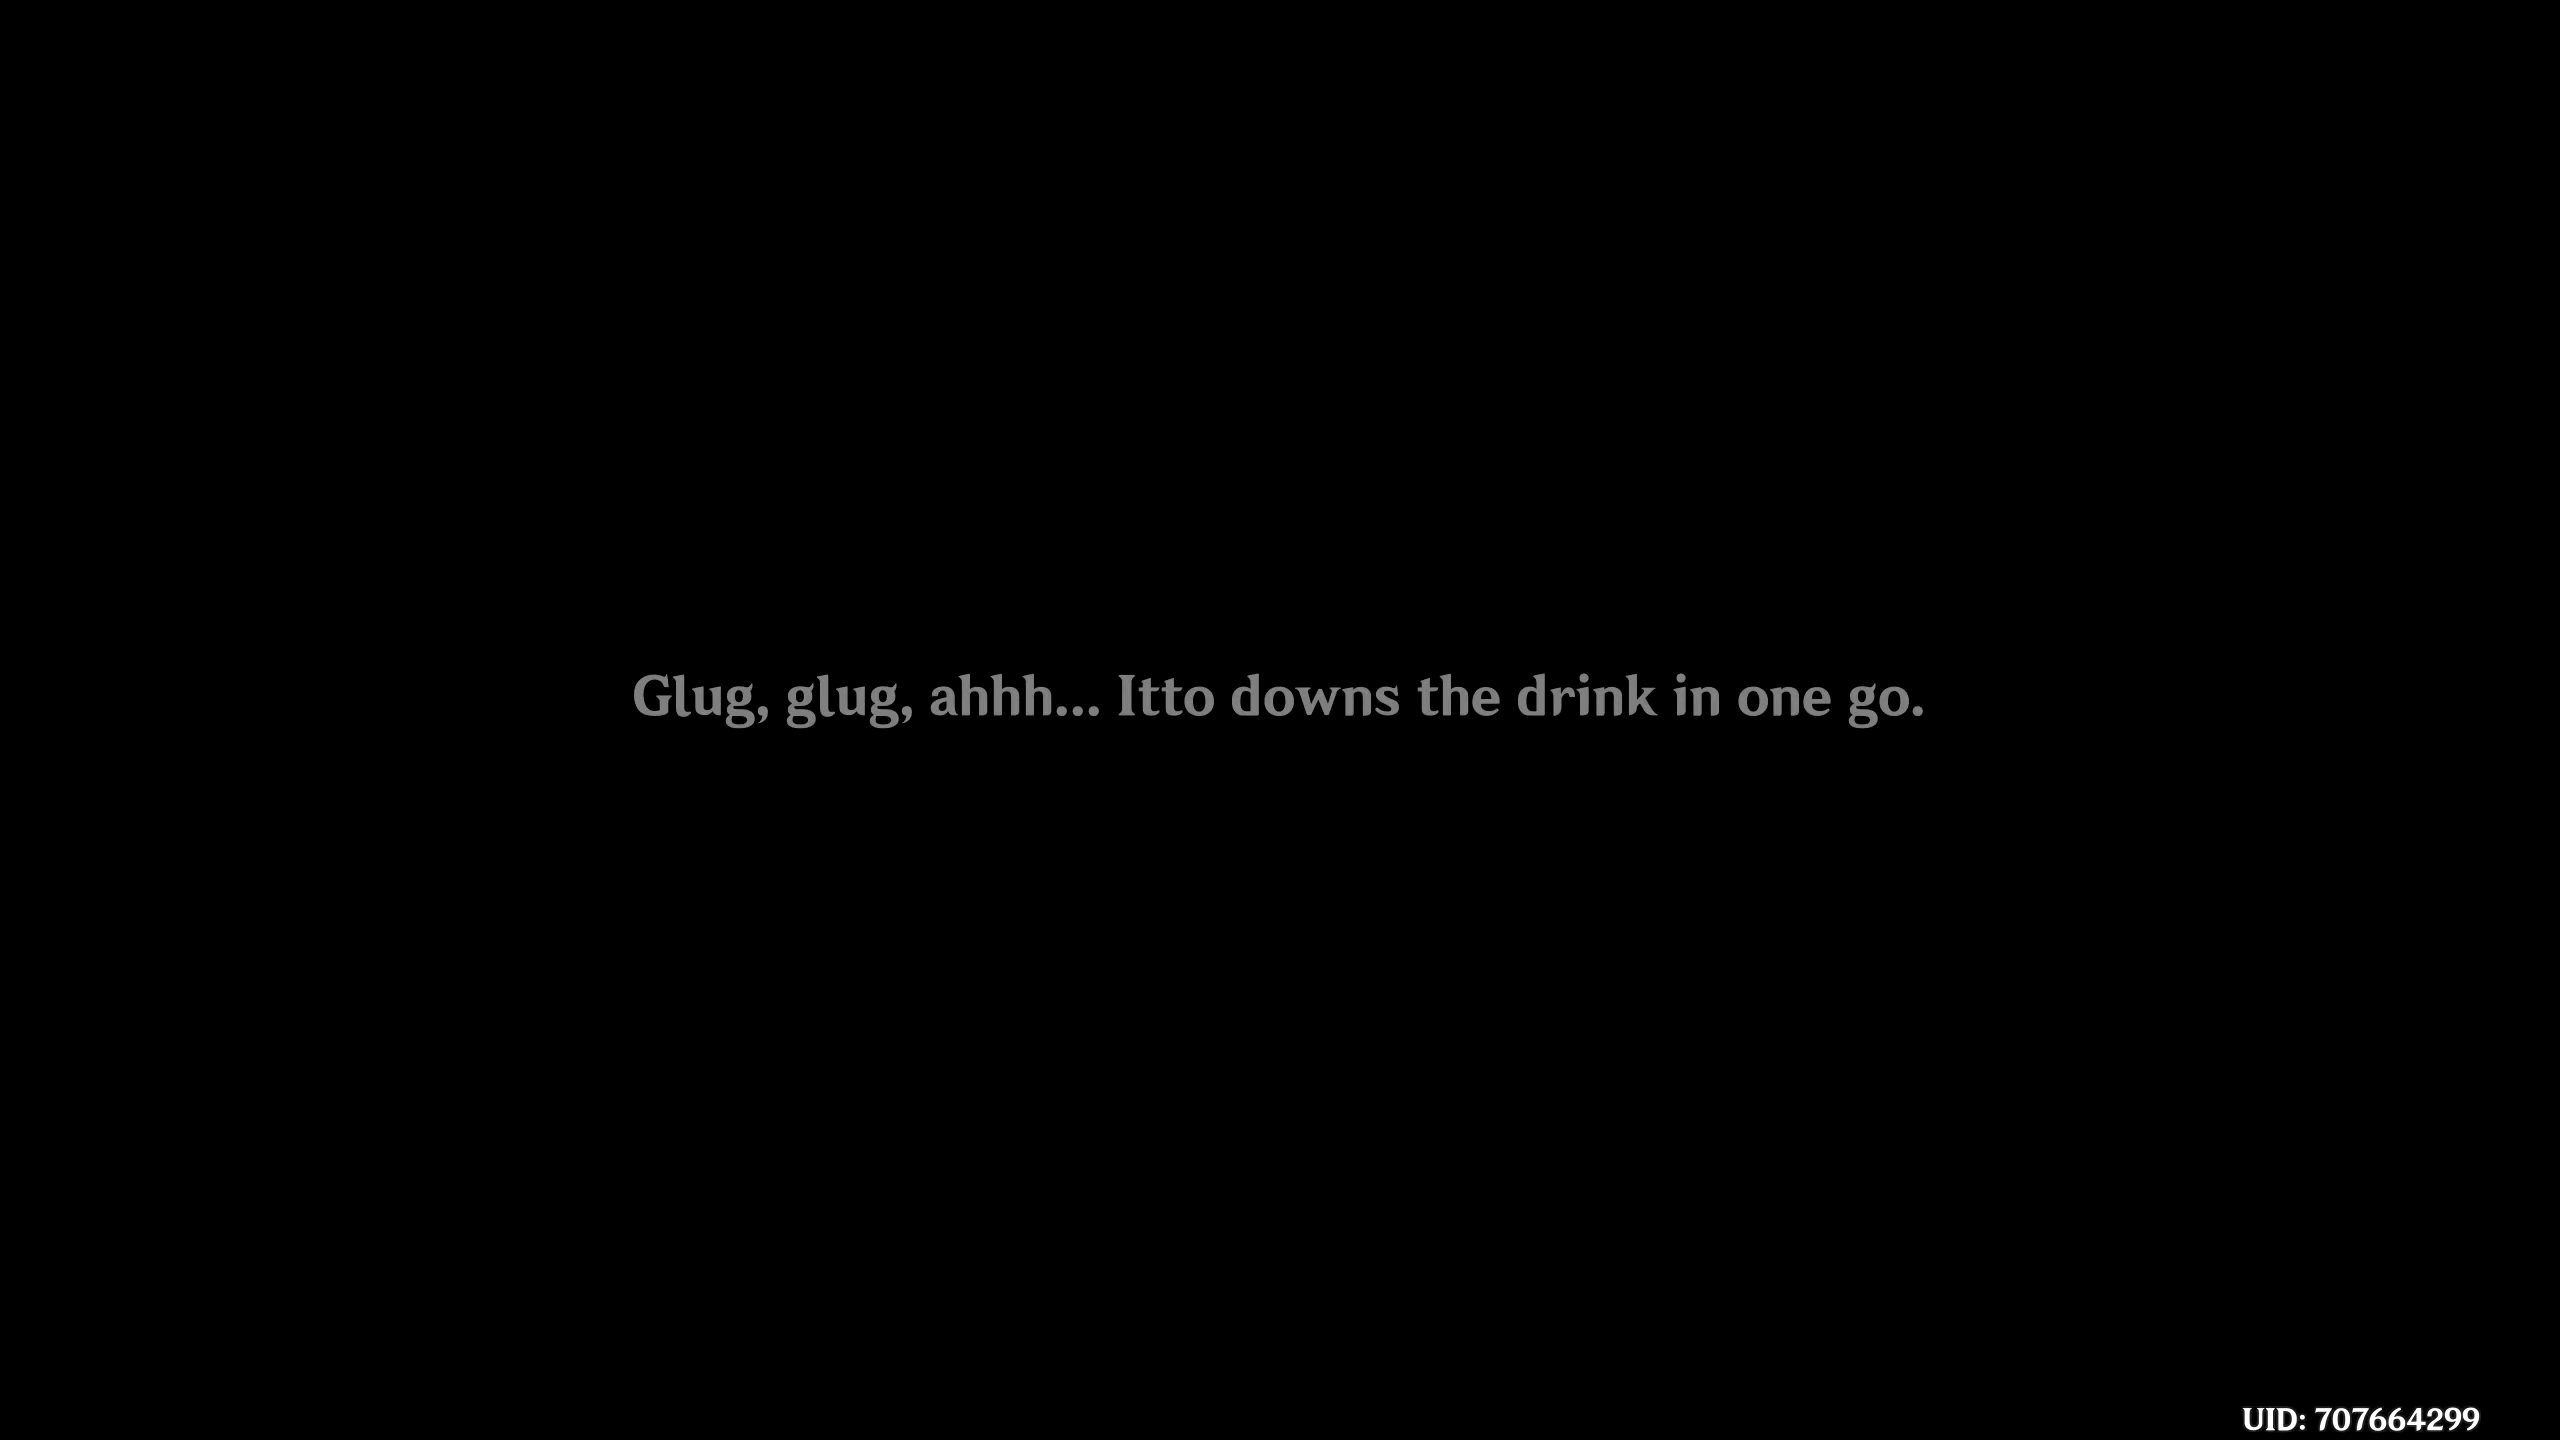 Glug, glug, ahhh... Itto downs the drink in one go.
UID: 707664299